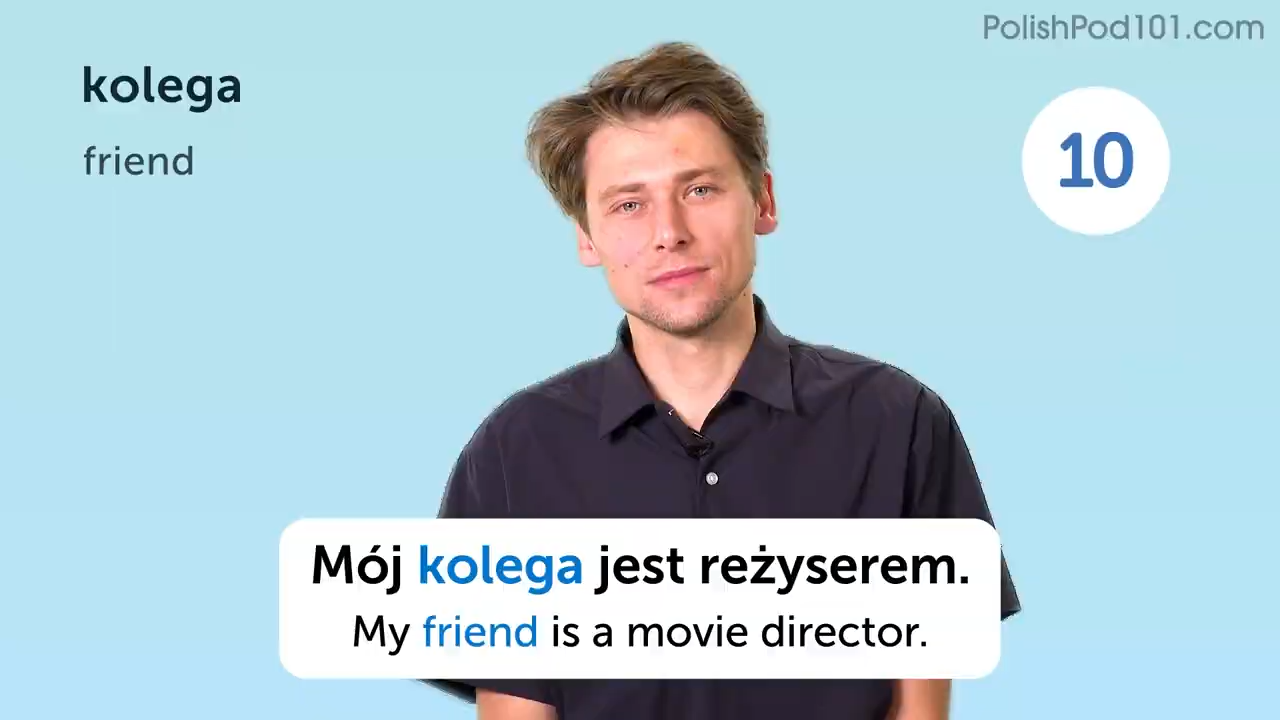 PolishPod101.com
kolega
friend
10
Mój kolega jest reżyserem.
My friend is a movie director.